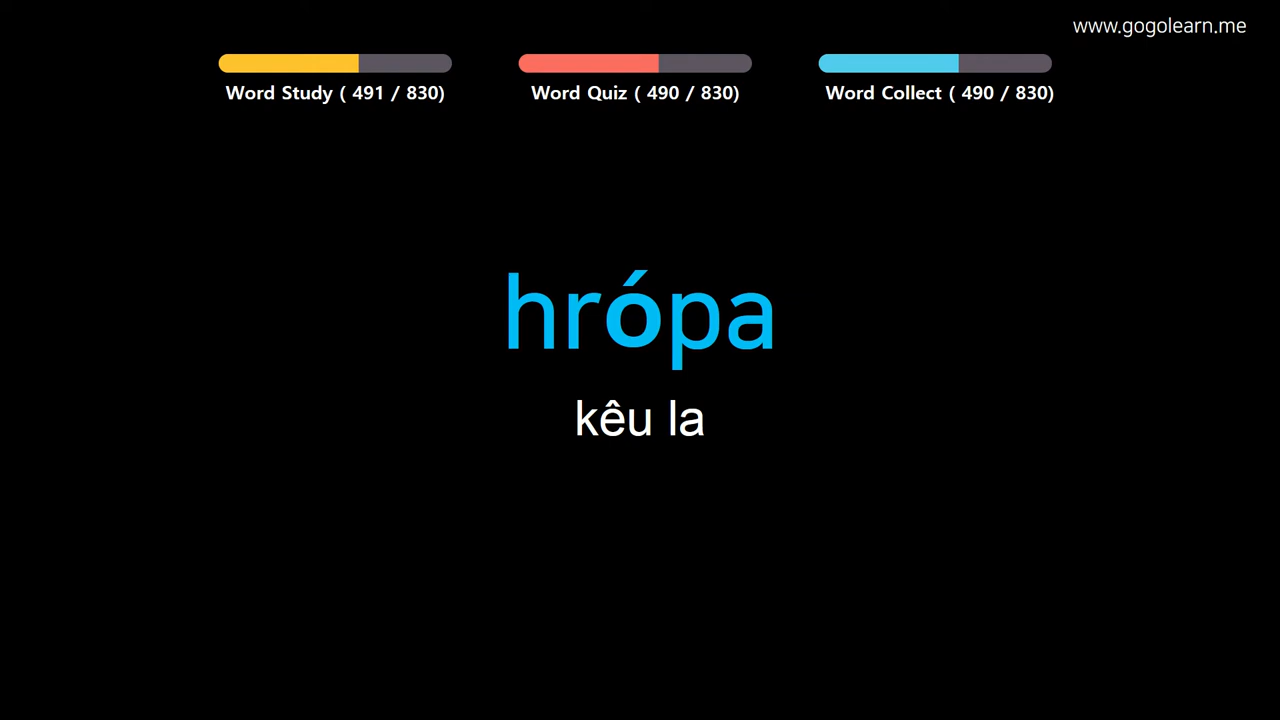 www.gogolearn.me
Word Study ( 491 / 830)
Word Quiz ( 490 / 830)
Word Collect ( 490 / 830)
hrópa
kêu la